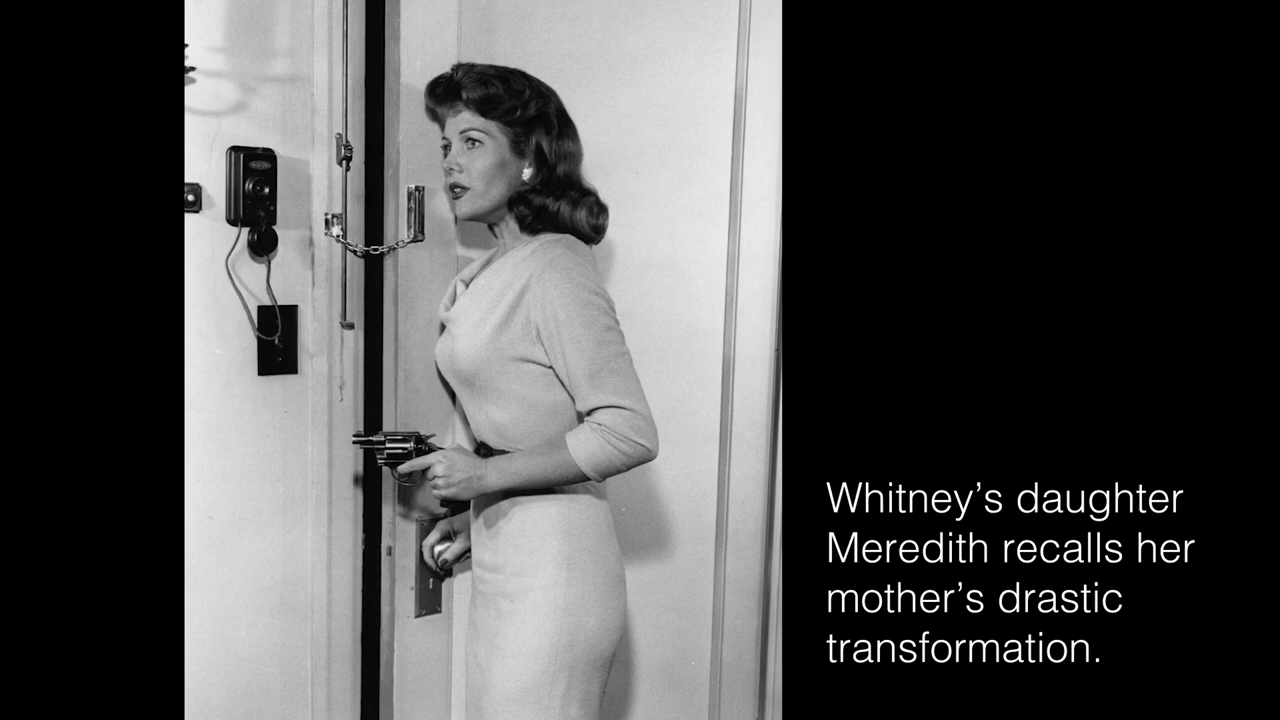 Whitney’s daughter
Meredith recalls her
mother’s drastic
transformation.